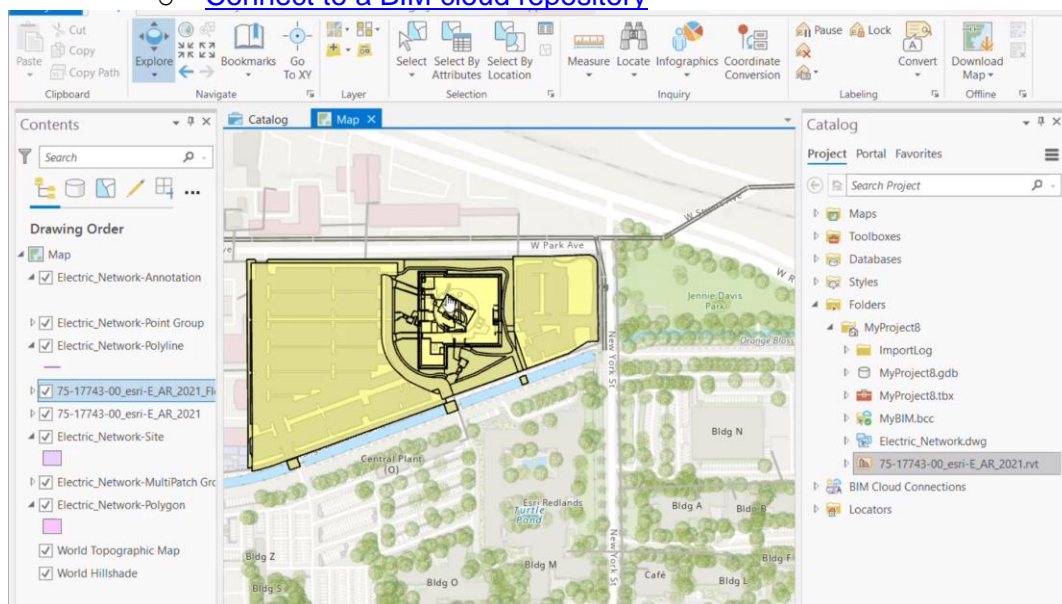 Connect to a BIM cloud repository
Cut
Copy
Copy Path
Paste
Explore
Bookmarks
Go
To XY
Select
Select By
Attributes
Select By
Location
Measure
Locate
Infographics
Coordinate
Conversion
Pause
Lock
Convert
Download
Map
Clipboard
Navigate
Layer
Selection
Inquiry
Labeling
Offline
Contents
Search
Drawing Order
Map
Electric_Network-Annotation
Electric_Network-Point Group
Electric_Network-Polyline
75-17743-00_esri-E_AR_2021_Fl
75-17743-00_esri-E_AR_2021
Electric_Network-Site
Electric_Network-MultiPatch Gro
Electric_Network-Polygon
World Topographic Map
World Hillshade
Catalog
Map
W Park Ave
W R
Jennie Davis
Park
New York St
Central Plant
(O)
Esri Redlands
Turtle
Pond
Bldg N
Bldg A
Bldg Z
Bldg S
Bldg O
Bldg M
New York St
Café
Bldg L
Catalog
Project Portal Favorites
Search Project
Maps
Toolboxes
Databases
Styles
Folders
MyProject8
ImportLog
MyProject8.gdb
MyProject8.tbx
MyBIM.bcc
Electric_Network.dwg
75-17743-00_esri-E_AR_2021.rvt
BIM Cloud Connections
Locators